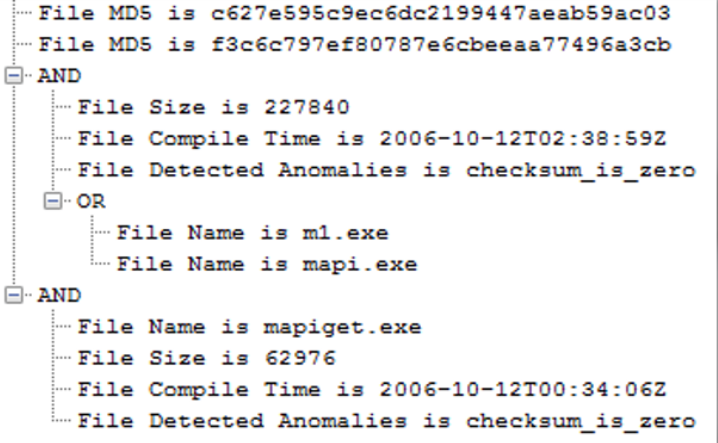 File MD5 is c627e595c9ec6dc2199447aeab59ac03
File MD5 is f3c6c797ef80787e6cbeeaa77496a3cb
AND
File Size is 227840
File Compile Time is 2006-10-12T02:38:59Z
File Detected Anomalies is checksum_is_zero
OR
File Name is m1.exe
File Name is mapi.exe
AND
File Name is mapiget.exe
File Size is 62976
File Compile Time is 2006-10-12T00:34:06Z
File Detected Anomalies is checksum_is_zero